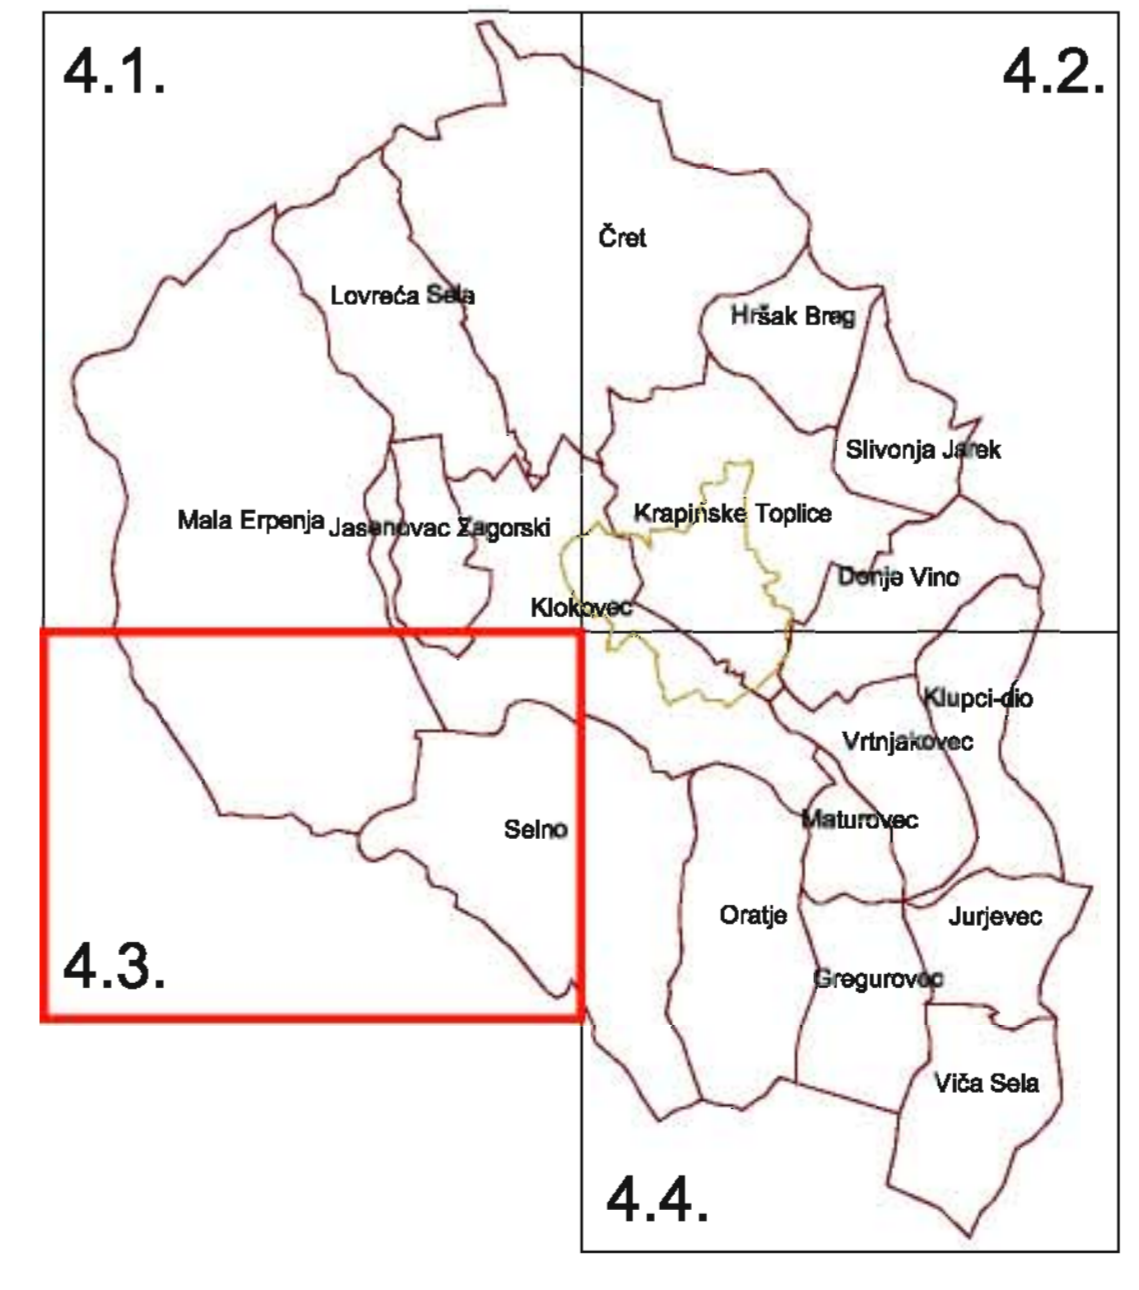 4.1.
4.2.
Čret
Lovreća Sela
Hršak Breg
Slivonja Jarek
Mala Erpenja
Jasenovac Zagorski
Krapinske Toplice
Donje Vino
Klokovec
Klupci-dio
Vrtnjakovec
Maturovec
Selno
Oratje
Jurjevec
4.3.
Gregurovec
Viča Sela
4.4.